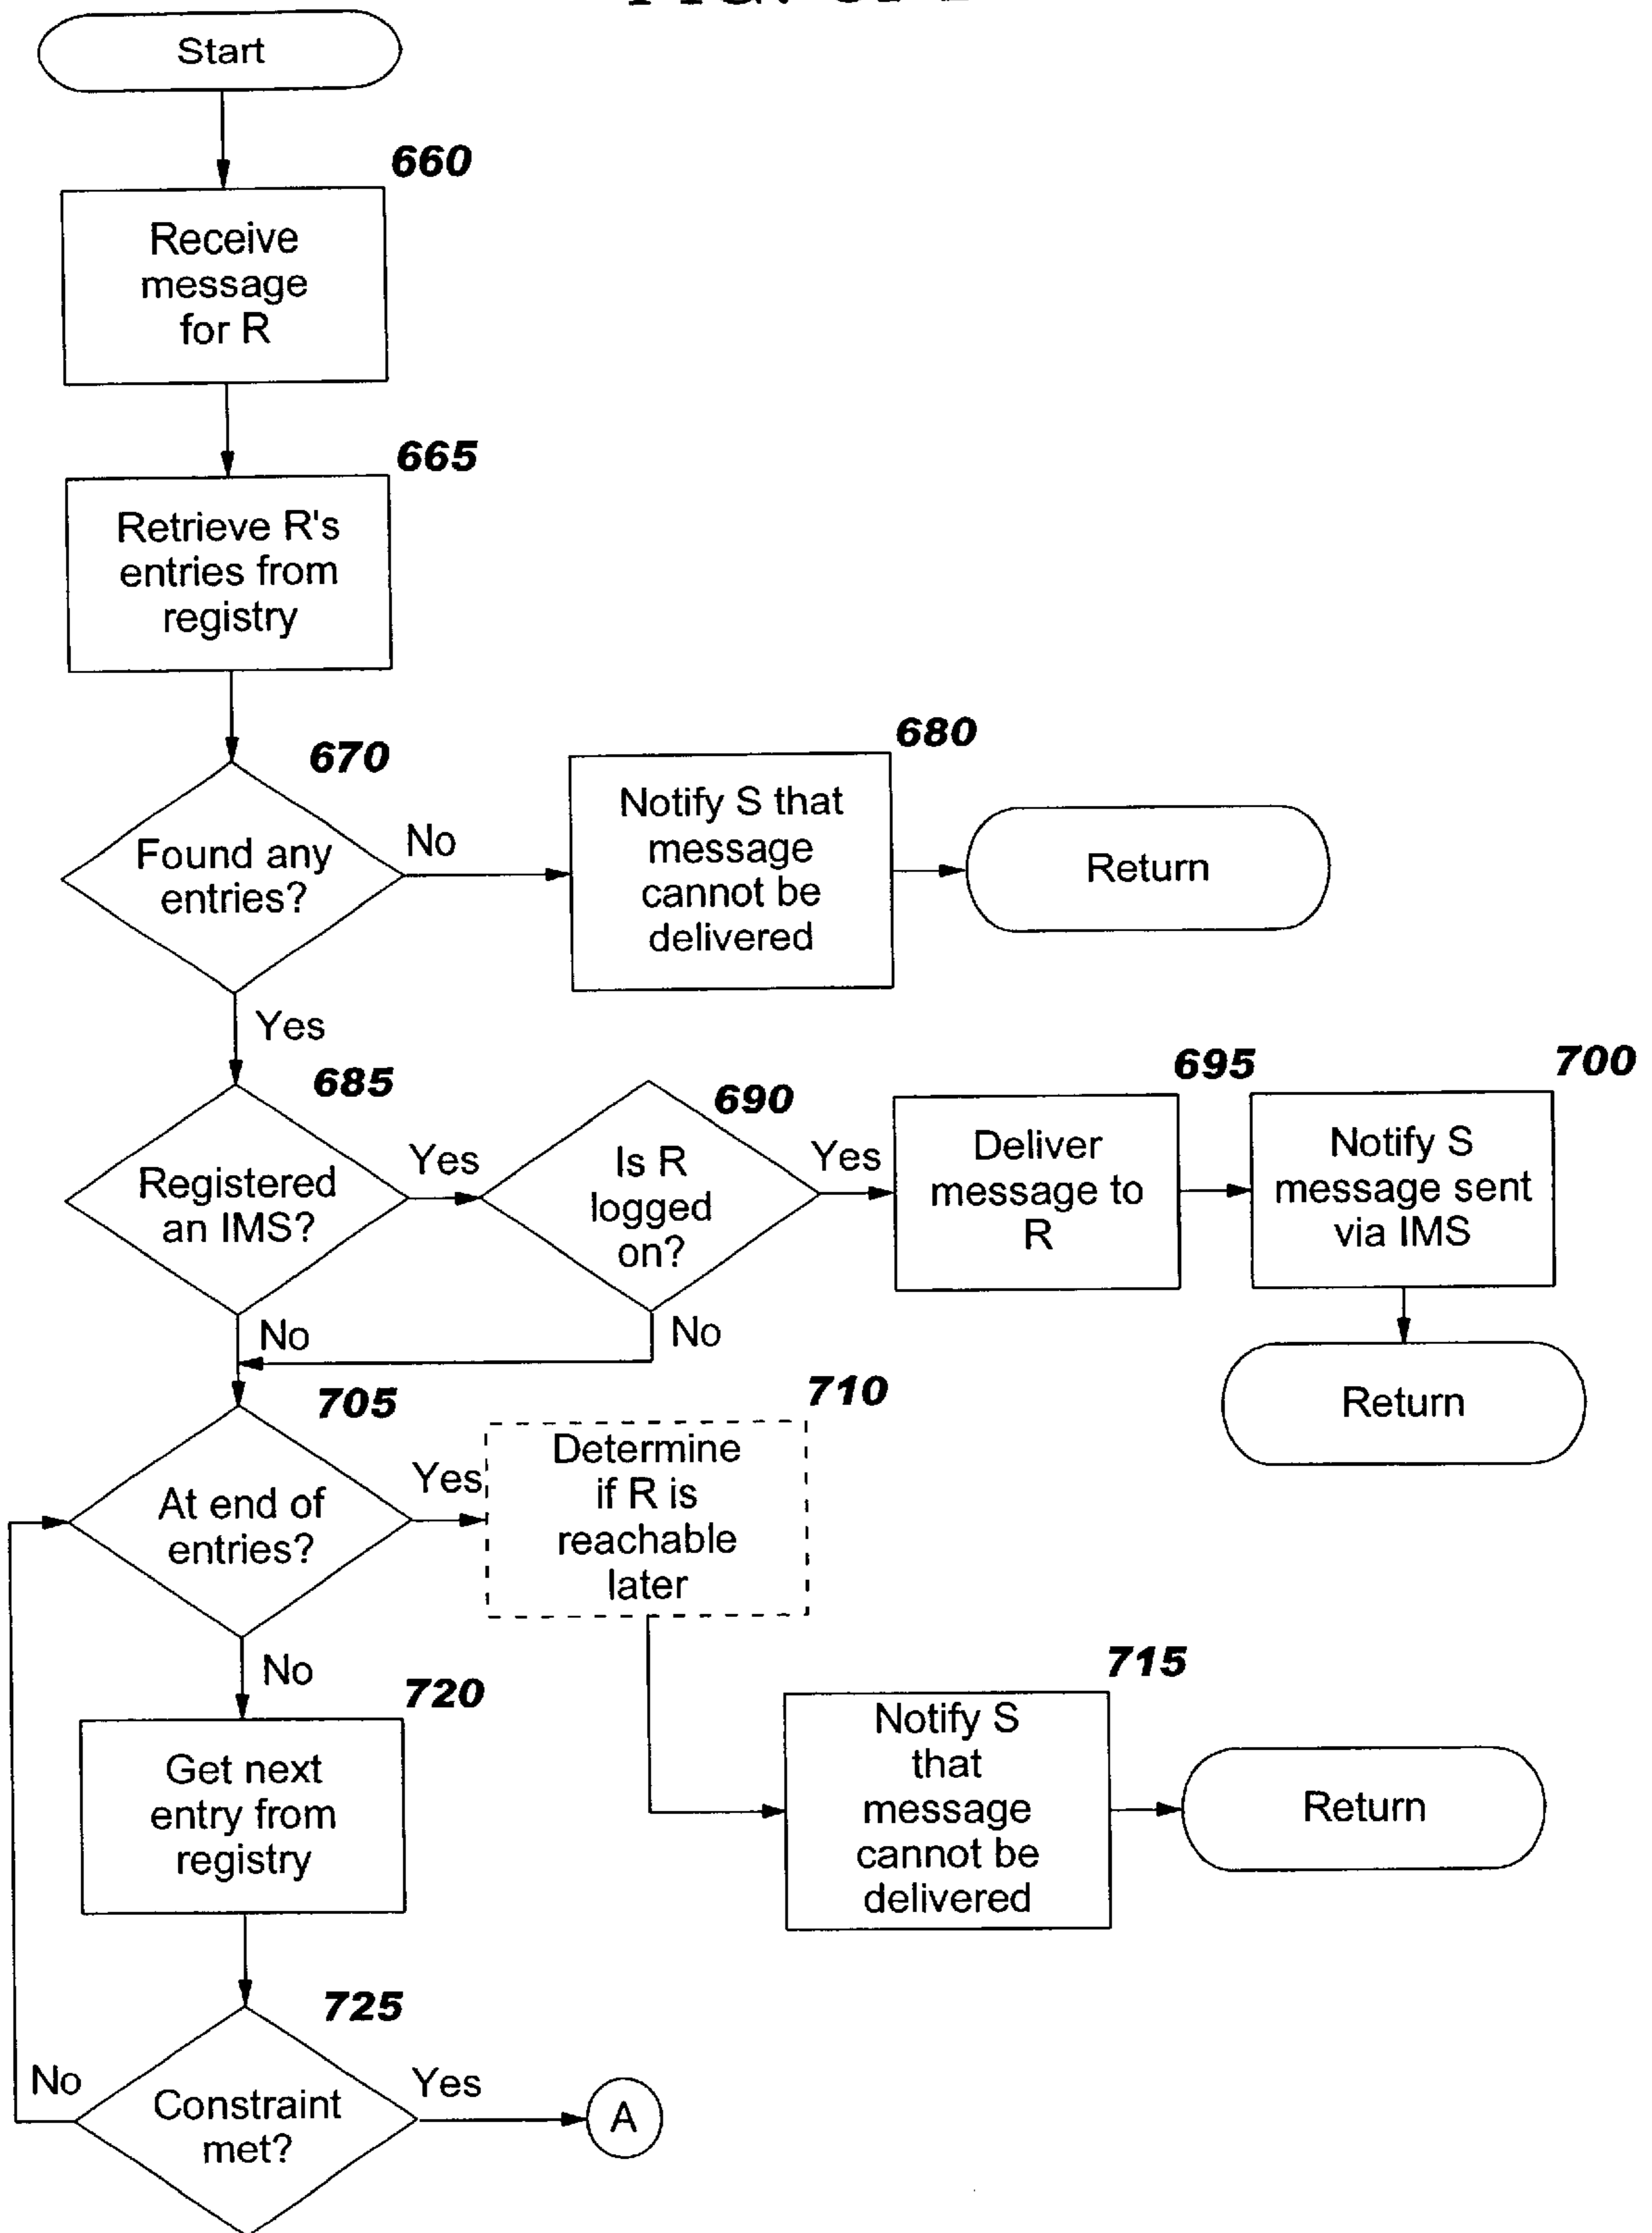 Start
660
Receive
message
for R
665
Retrieve R's
entries from
registry
670
Found any
entries?
No
680
Notify S that
message
cannot be
delivered
Return
Yes
685
Registered
an IMS?
Yes
690
Is R
logged
on?
Yes
695
Deliver
message to
R
700
Notify S
message sent
via IMS
No
No
Return
705
At end of
entries?
Yes
710
Determine
if R is
reachable
later
No
715
Notify S
that
message
cannot be
delivered
Return
720
Get next
entry from
registry
725
Constraint
met?
No
Yes
A